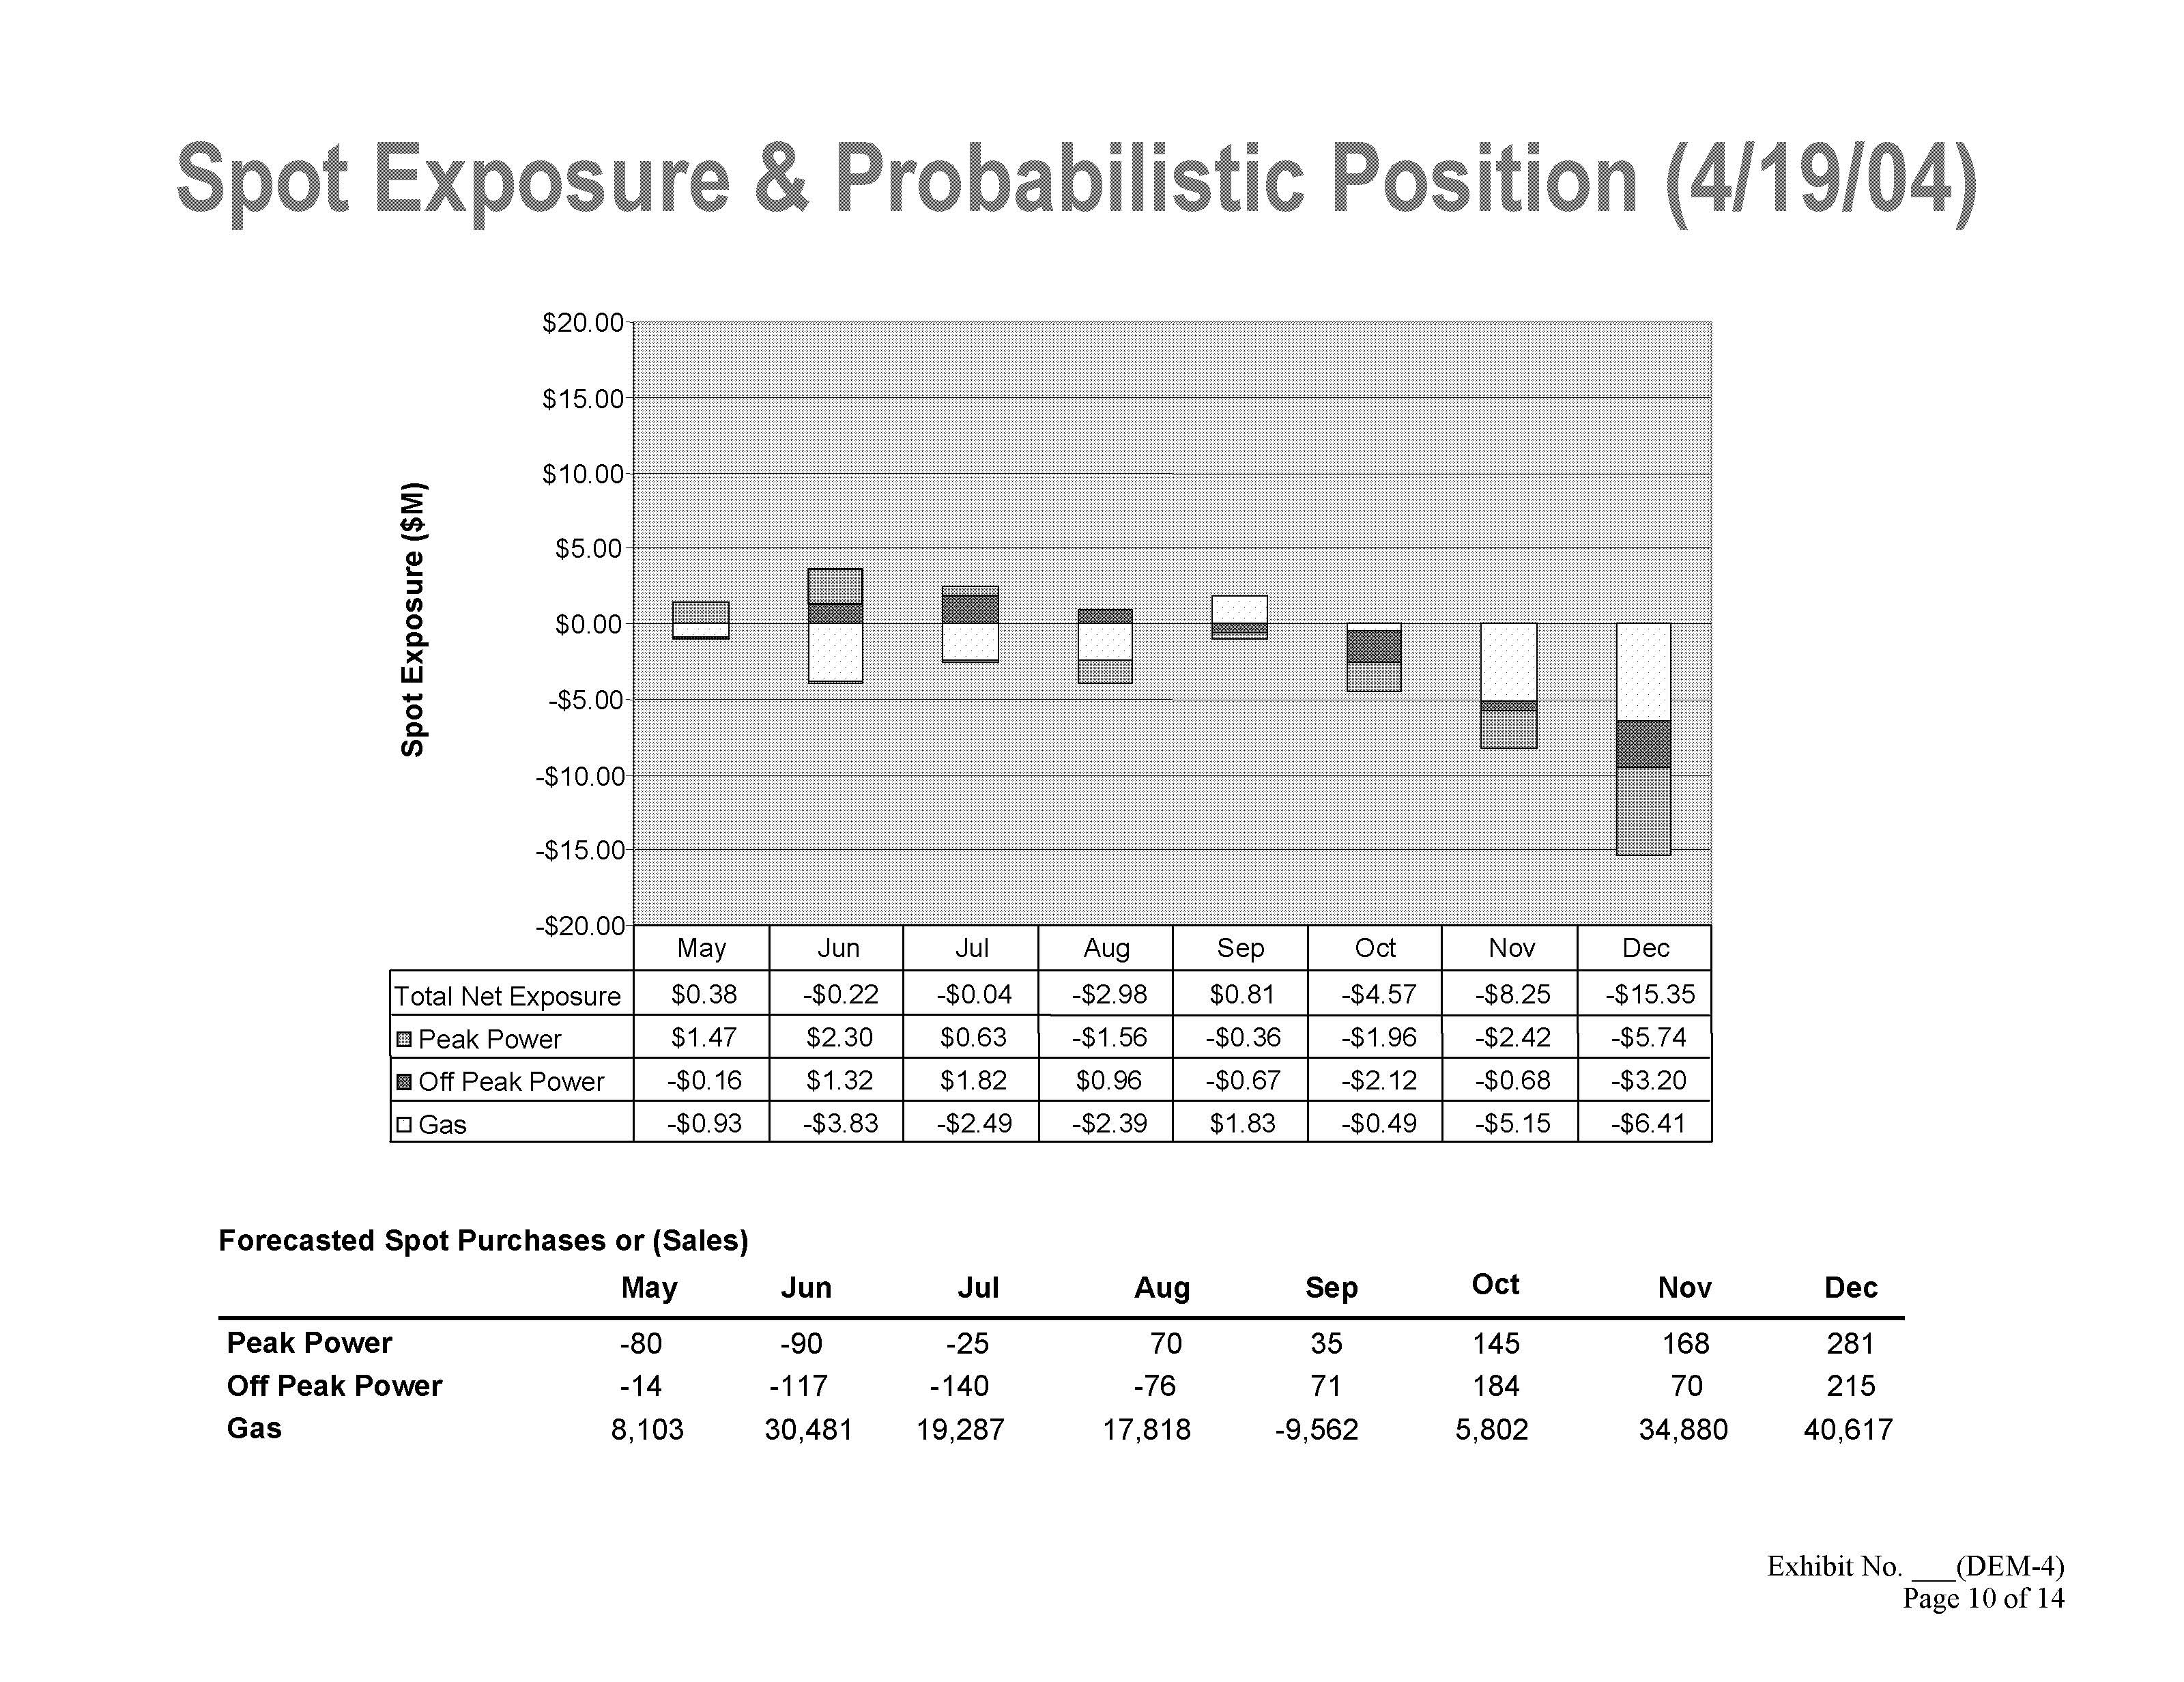 Spot Exposure & Probabilistic Position (4/19/04)
Spot Exposure ($M)
$20.00
$15.00
$10.00
$5.00
$0.00
-$5.00
-$10.00
-$15.00
-$20.00
May Jun Jul Aug Sep Oct Nov Dec
Total Net Exposure $0.38 -$0.22 -$0.04 -$2.98 $0.81 -$4.57 -$8.25 -$15.35
Peak Power $1.47 $2.30 $0.63 -$1.56 -$0.36 -$1.96 -$2.42 -$5.74
Off Peak Power -$0.16 $1.32 $1.82 $0.96 -$0.67 -$2.12 -$0.68 -$3.20
Gas -$0.93 -$3.83 -$2.49 -$2.39 $1.83 -$0.49 -$5.15 -$6.41
Forecasted Spot Purchases or (Sales)
May Jun Jul Aug Sep Oct Nov Dec
Peak Power -80 -90 -25 70 35 145 168 281
Off Peak Power -14 -117 -140 -76 71 184 70 215
Gas 8,103 30,481 19,287 17,818 -9,562 5,802 34,880 40,617
Exhibit No. ___(DEM-4)
Page 10 of 14